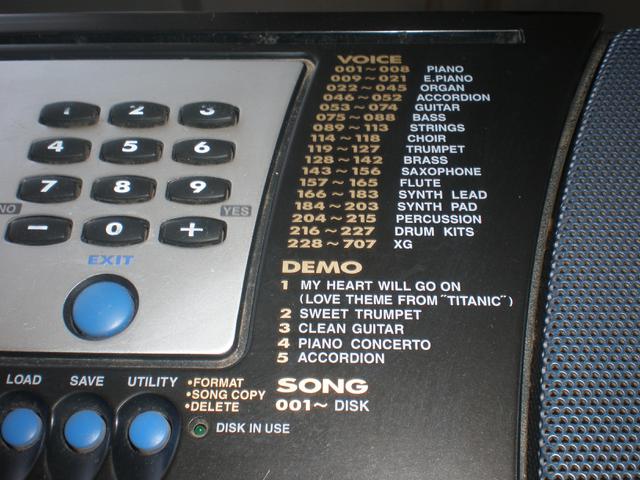 VOICE
001~008 PIANO
009~021 E.PIANO
022~045 ORGAN
046~052 ACCORDION
053~074 GUITAR
075~088 BASS
089~113 STRINGS
114~118 CHOIR
119~127 TRUMPET
128~142 BRASS
143~156 SAXOPHONE
157~165 FLUTE
166~183 SYNTH LEAD
184~203 SYNTH PAD
204~215 PERCUSSION
216~227 DRUM KITS
228~707 XG
DEMO
1 MY HEART WILL GO ON
(LOVE THEME FROM "TITANIC")
2 SWEET TRUMPET
3 CLEAN GUITAR
4 PIANO CONCERTO
5 ACCORDION
SONG
001~ DISK
1 2 3
4 5 6
7 8 9
NO YES
- 0 +
EXIT
LOAD SAVE UTILITY
•FORMAT
•SONG COPY
•DELETE
DISK IN USE